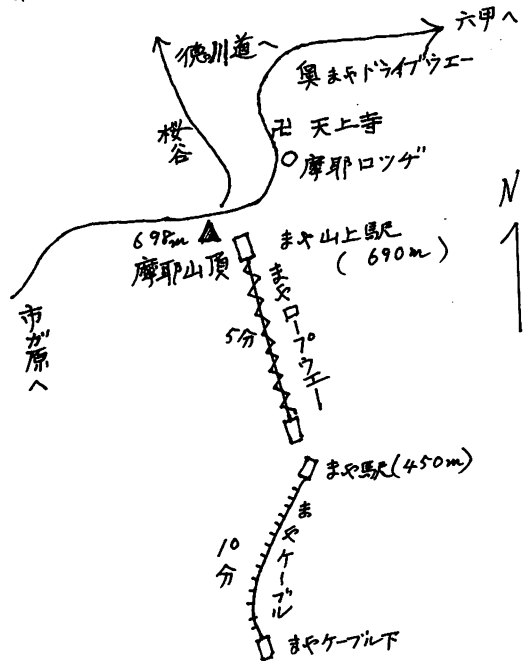 六甲へ
徳川道へ
奥まやドライブウエー
卍 天上寺
桜谷
摩耶ロッヂ
N
698m
摩耶山頂
まや山上駅
(690m)
まやロープウエー
5分
市が原へ
まや駅(450m)
まやケーブル
10分
まやケーブル下